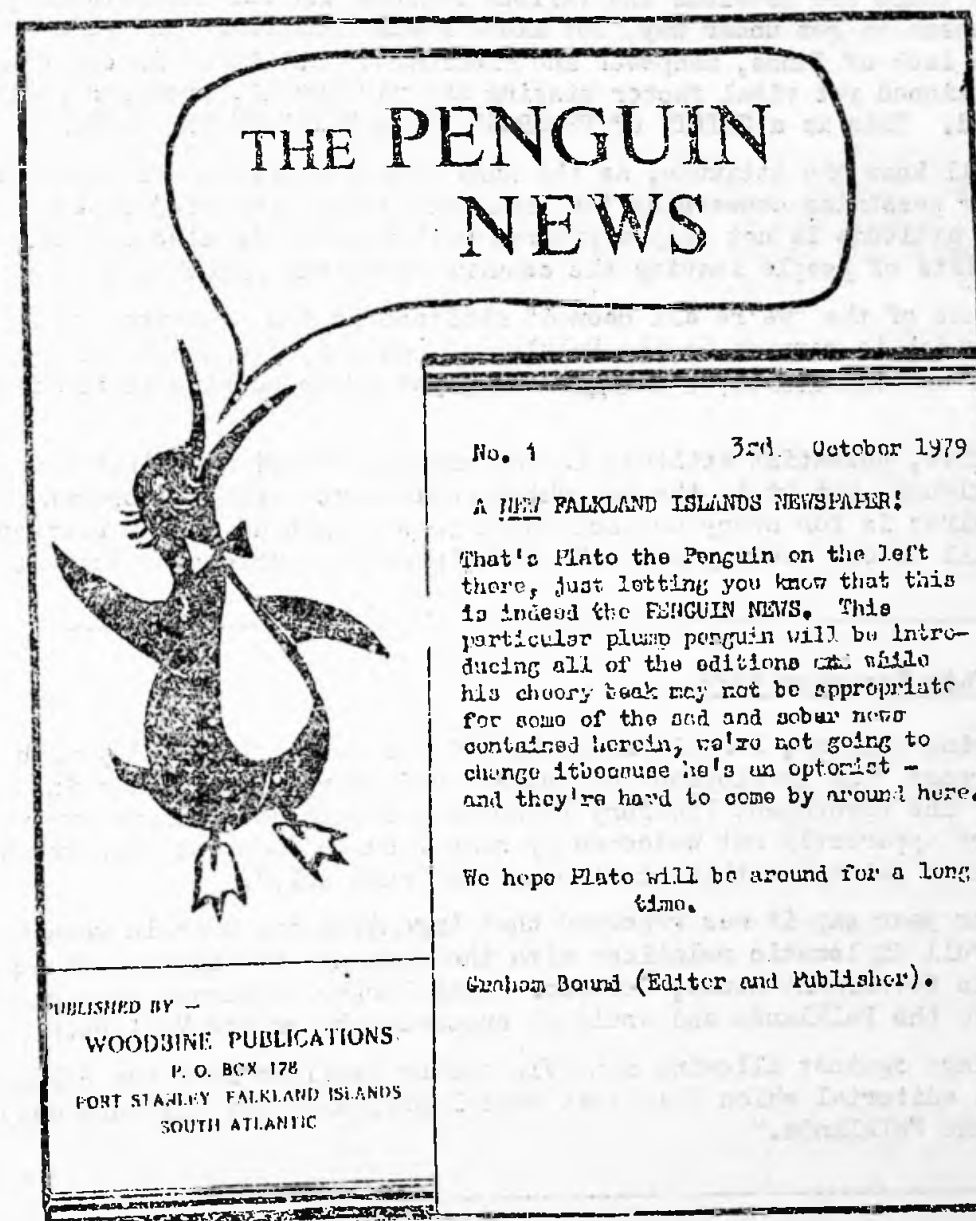 THE PENGUIN
NEWS
No. 1 3rd October 1979
A NEW FALKLAND ISLANDS NEWSPAPER!
That's Plato the Penguin on the left
there, just letting you know that this
is indeed the PENGUIN NEWS. This
particular plump penguin will be intro-
ducing all of the editions and while
his cheery beak may not be appropriate
for some of the sad and sober news
contained herein, we're not going to
change itbecause he's an optomist -
and they're hard to come by around here.
We hope Plato will be around for a long
time.
Graham Bound (Editor and Publisher).
PUBLISHED BY -
WOODBINE PUBLICATIONS
P. O. BOX 178
PORT STANLEY FALKLAND ISLANDS
SOUTH ATLANTIC